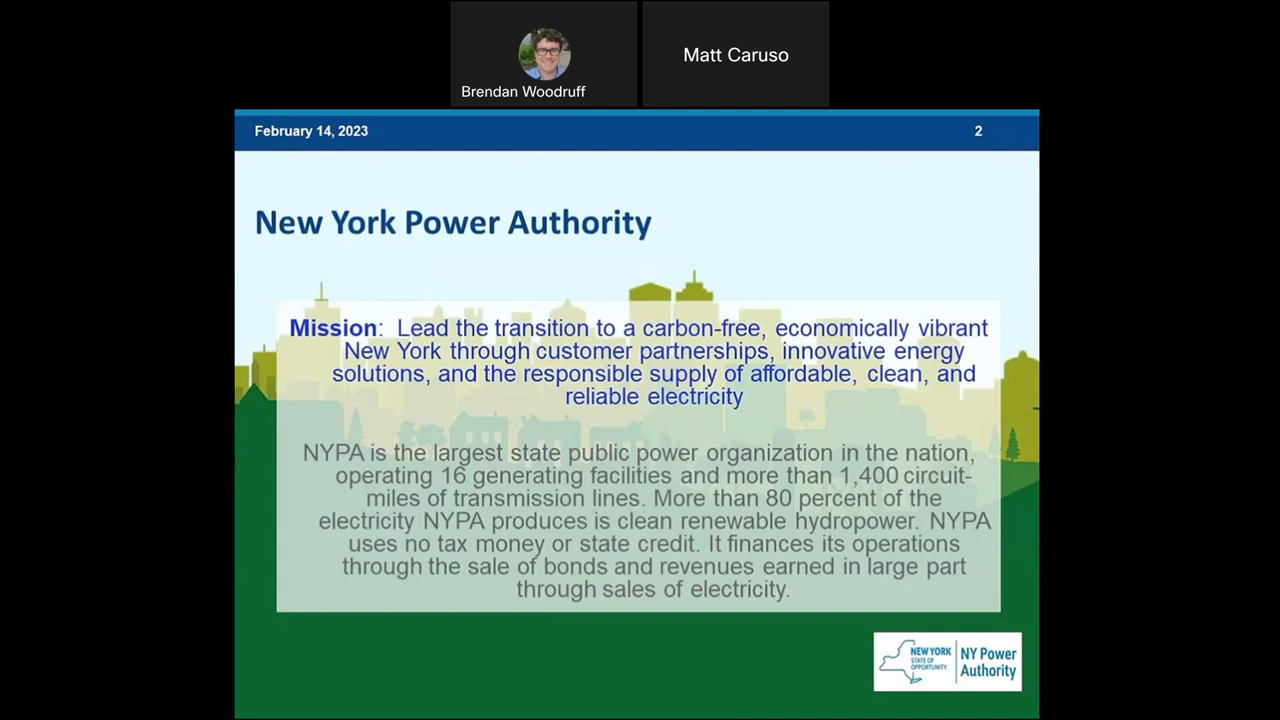 Matt Caruso
Brendan Woodruff
February 14, 2023
2
New York Power Authority
Mission: Lead the transition to a carbon-free, economically vibrant
New York through customer partnerships, innovative energy
solutions, and the responsible supply of affordable, clean, and
reliable electricity
NYPA is the largest state public power organization in the nation,
operating 16 generating facilities and more than 1,400 circuit-
miles of transmission lines. More than 80 percent of the
electricity NYPA produces is clean renewable hydropower. NYPA
uses no tax money or state credit. It finances its operations
through the sale of bonds and revenues earned in large part
through sales of electricity.
NEW YORK
STATE OF
OPPORTUNITY.
NY Power
Authority